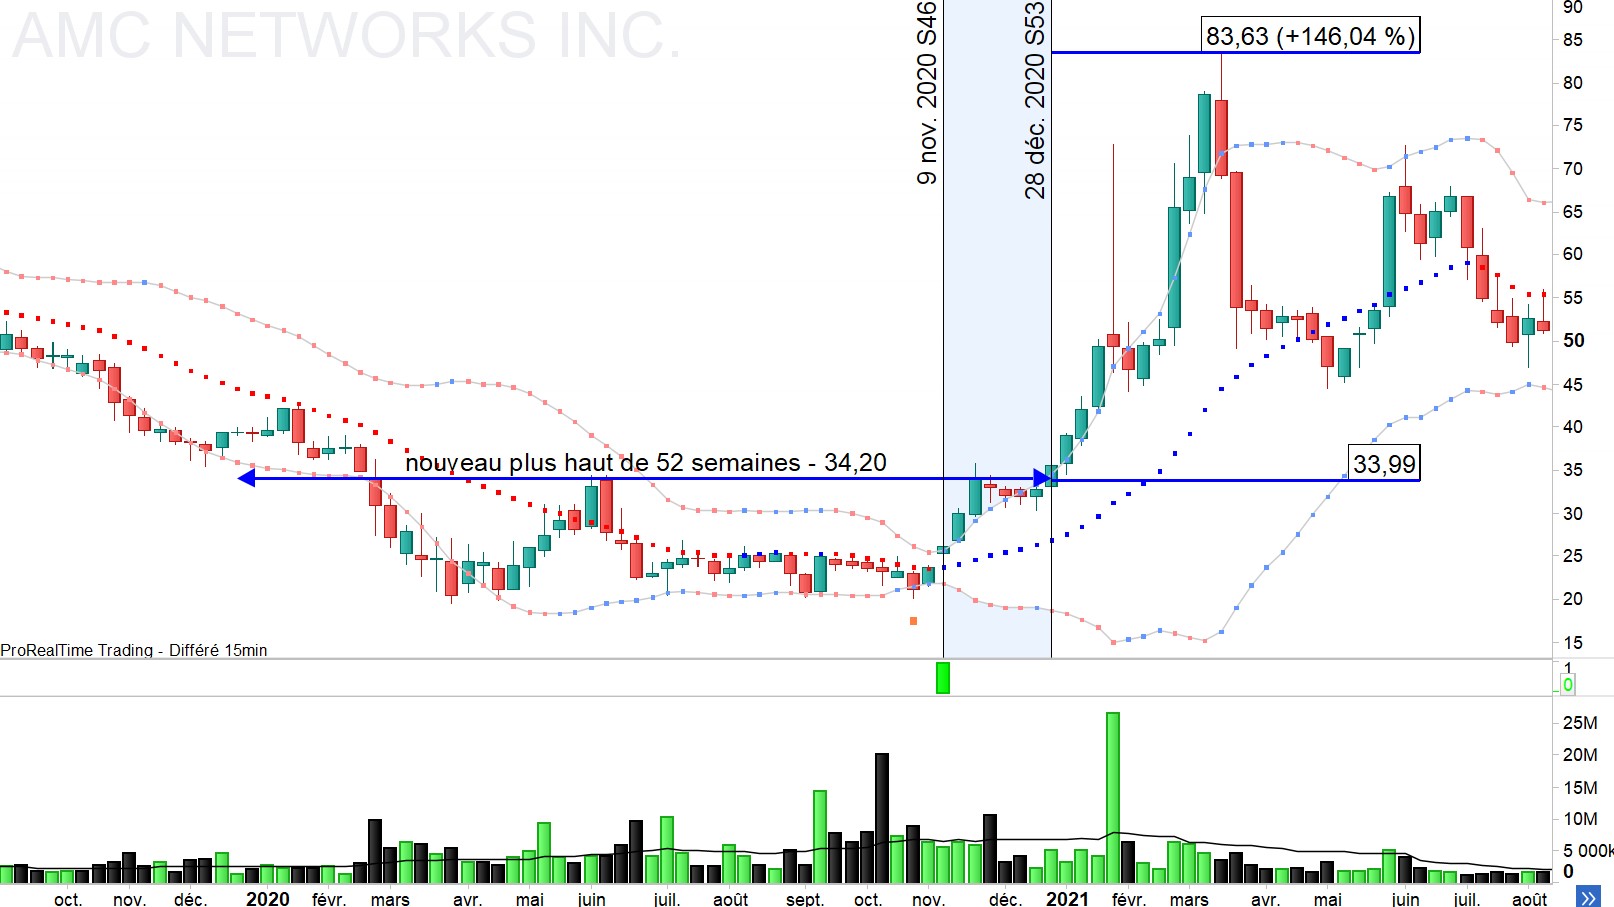 AMC NETWORKS INC.
9 nov. 2020 S46
28 déc. 2020 S53
83,63 (+146,04 %)
nouveau plus haut de 52 semaines - 34,20
33,99
90
85
80
75
70
65
60
55
50
45
40
35
30
25
20
15
ProRealTime Trading - Différé 15min
1
0
25M
20M
15M
10M
5 000k
0
oct. nov. déc. 2020 févr. mars avr. mai juin juil. août sept. oct. nov. déc. 2021 févr. mars avr. mai juin juil. août